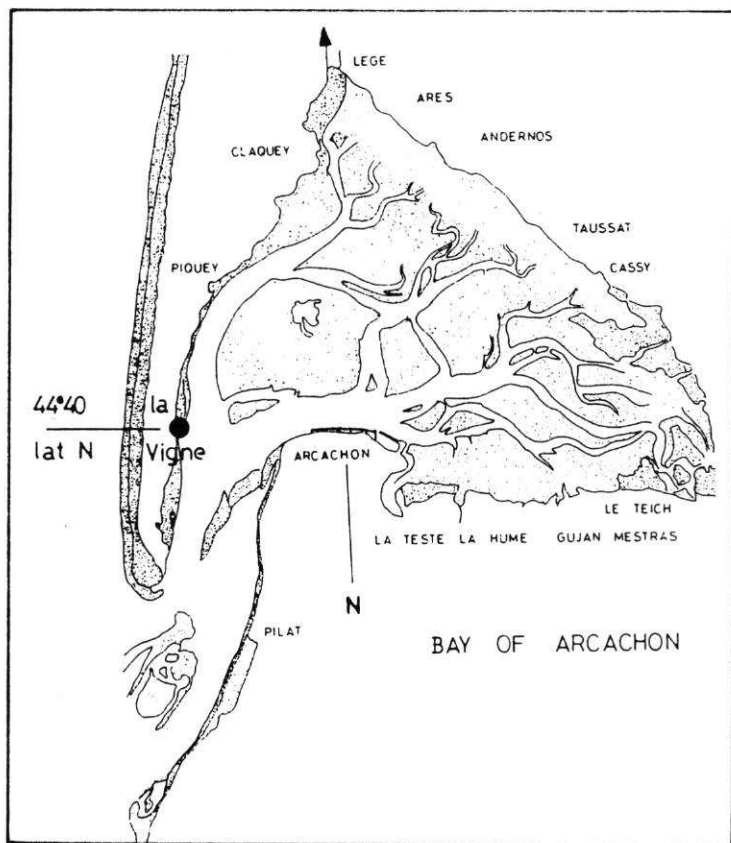 LEGE
ARES
ANDERNOS
CLAQUEY
TAUSSAT
CASSY
PIQUEY
44°40 la
lat N Vigne
ARCACHON
LE TEICH
LA TESTE LA HUME GUJAN MESTRAS
N
PILAT
BAY OF ARCACHON